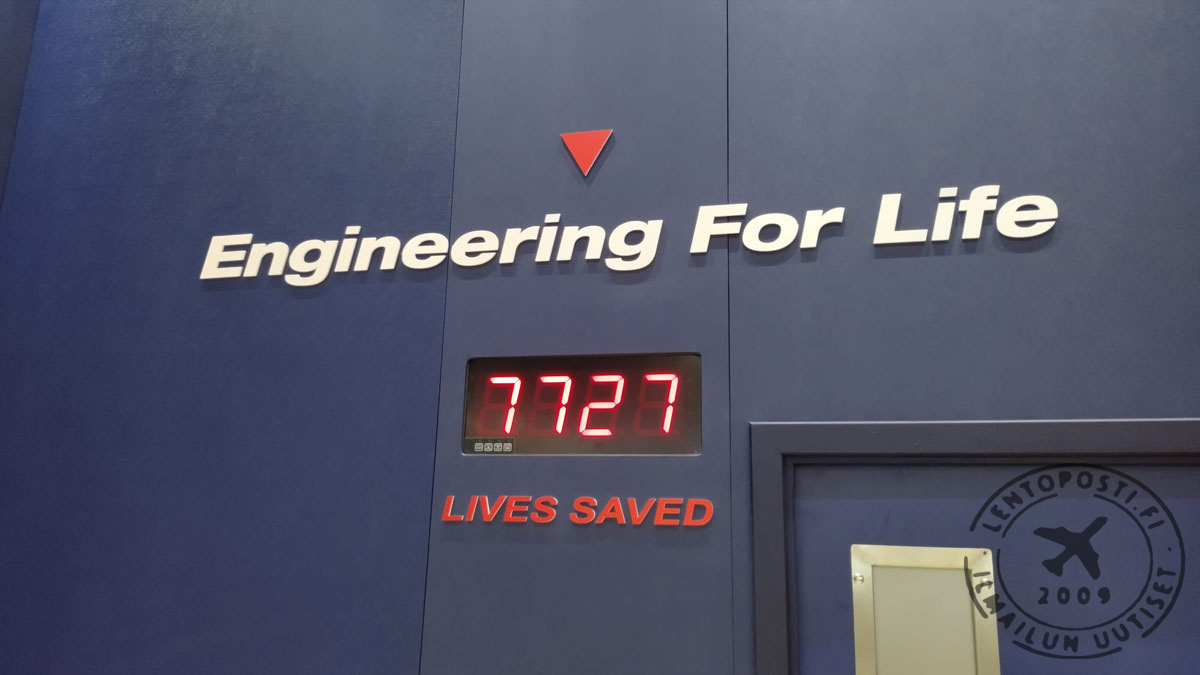 Engineering For Life
7727
LIVES SAVED
LENTOPOSTI.FI
2009
ILMAILUN UUTISET